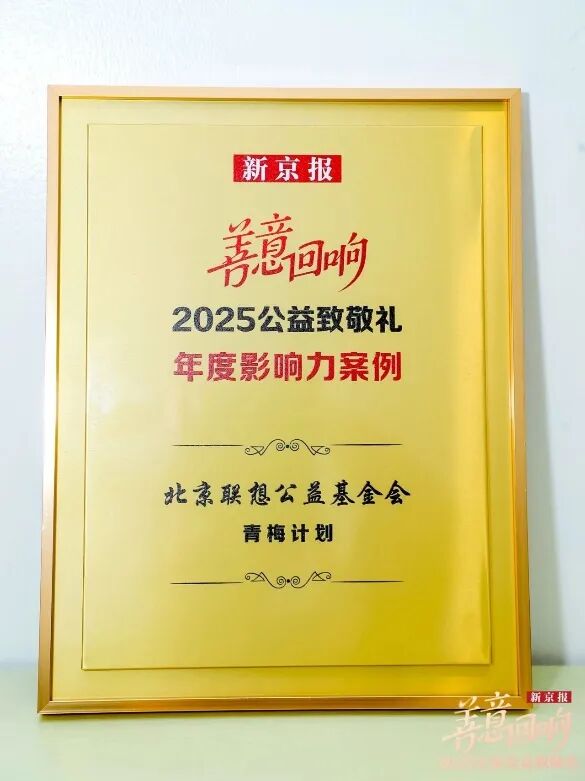 新京报
善意回响
2025公益致敬礼
年度影响力案例
北京联想公益基金会
青梅计划
新京报
善意回响